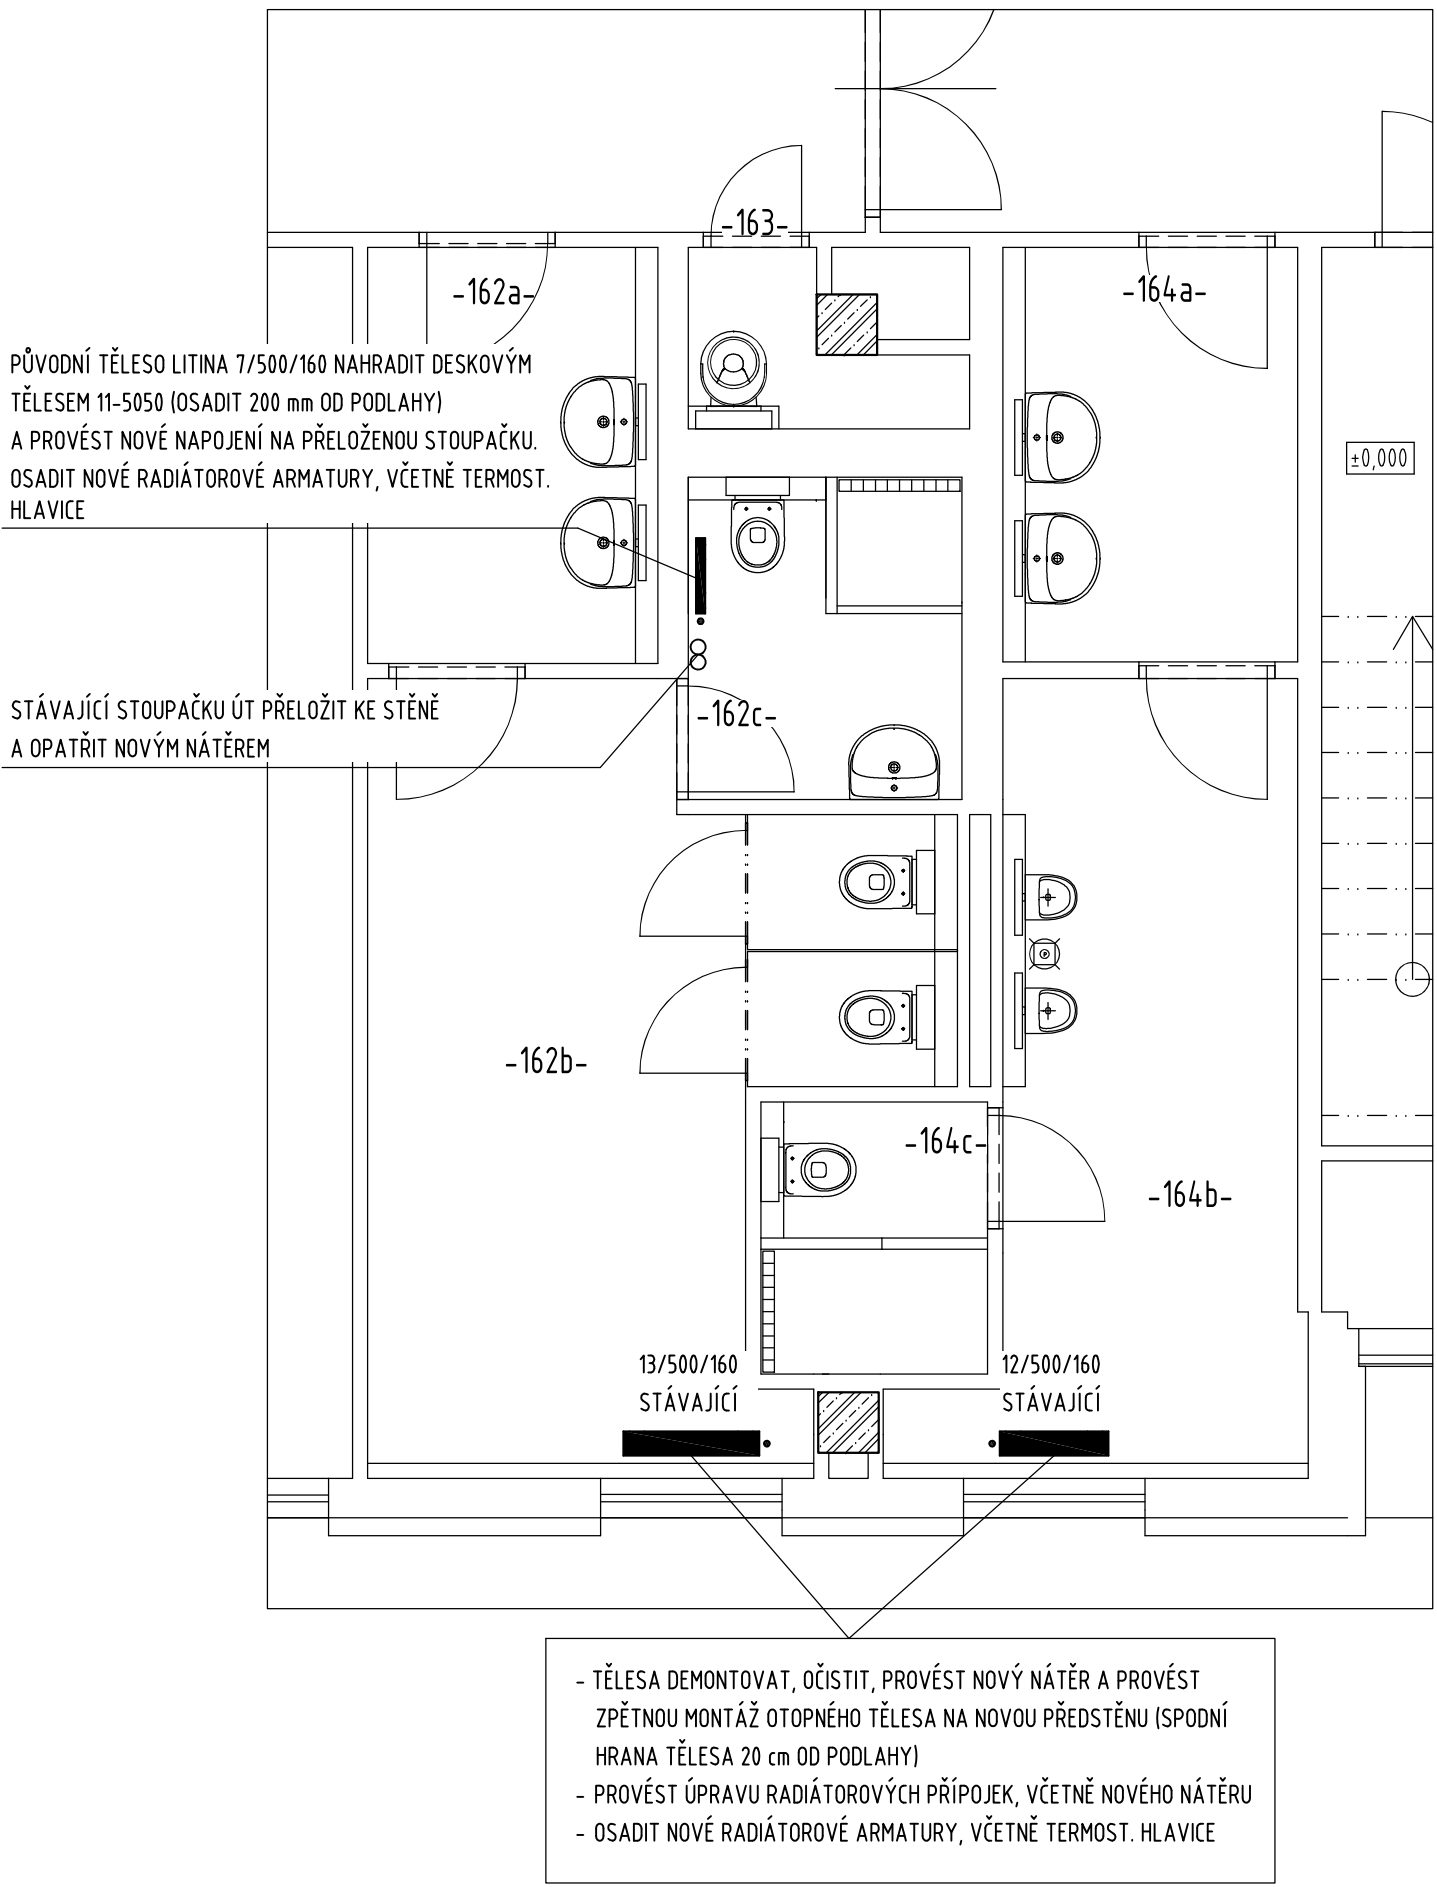 -163-
-162a-
-164a-
PŮVODNÍ TĚLESO LITINA 7/500/160 NAHRADIT DESKOVÝM
TĚLESEM 11-5050 (OSADIT 200 mm OD PODLAHY)
A PROVÉST NOVÉ NAPOJENÍ NA PŘELOŽENOU STOUPAČKU.
OSADIT NOVÉ RADIÁTOROVÉ ARMATURY, VČETNĚ TERMOST.
HLAVICE
±0,000
STÁVAJÍCÍ STOUPAČKU ÚT PŘELOŽIT KE STĚNĚ
A OPATŘIT NOVÝM NÁTĚREM
-162c-
-162b-
-164c-
-164b-
13/500/160
STÁVAJÍCÍ
12/500/160
STÁVAJÍCÍ
- TĚLESA DEMONTOVAT, OČISTIT, PROVÉST NOVÝ NÁTĚR A PROVÉST
ZPĚTNOU MONTÁŽ OTOPNÉHO TĚLESA NA NOVOU PŘEDSTĚNU (SPODNÍ
HRANA TĚLESA 20 cm OD PODLAHY)
- PROVÉST ÚPRAVU RADIÁTOROVÝCH PŘÍPOJEK, VČETNĚ NOVÉHO NÁTĚRU
- OSADIT NOVÉ RADIÁTOROVÉ ARMATURY, VČETNĚ TERMOST. HLAVICE